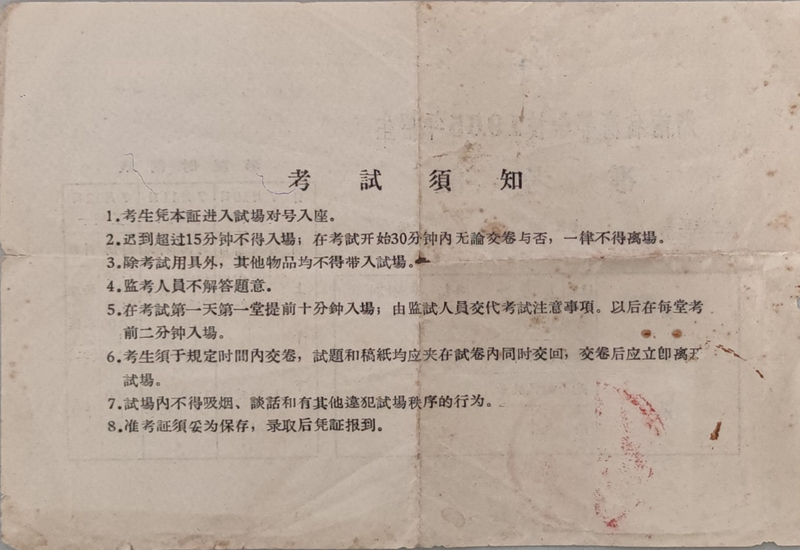 考試須知
1.考生凭本証进入試場对号入座。
2.迟到超过15分钟不得入場；在考試开始30分钟內无論交卷与否，一律不得离場。
3.除考試用具外，其他物品均不得带入試場。
4.监考人員不解答題意。
5.在考試第一天第一堂提前十分鈡入場；由监試人員交代考試注意事項。以后在每堂考
前二分钟入場。
6.考生須于規定时間內交卷，試題和稿紙均应夹在試卷內同时交回，交卷后应立卽离开
試場。
7.試場內不得吸烟、談話和有其他違犯試場秩序的行为。
8.准考証須妥为保存，录取后凭証报到。